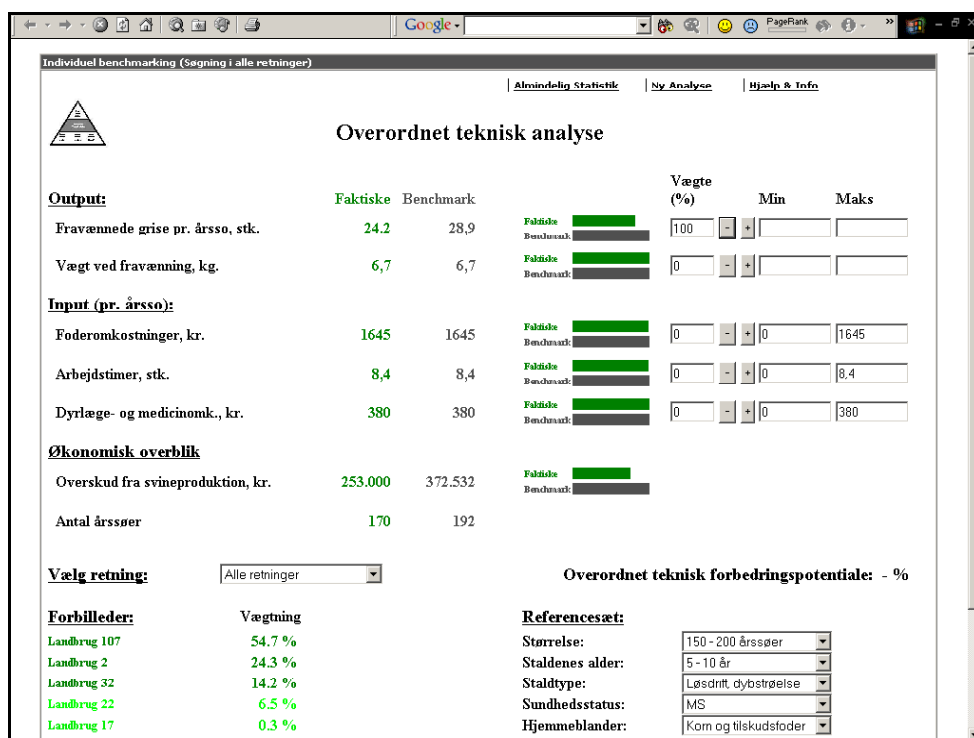 Google
PageRank
Individuel benchmarking (Søgning i alle retninger)
Almindelig Statistik Ny Analyse Hjælp & Info
Overordnet teknisk analyse
Vægte (%) Min Maks
Output: Faktiske Benchmark
Fravænnede grise pr. årsso, stk. 24.2 28,9 Faktiske Benchmark 100 - +
Vægt ved fravænning, kg. 6,7 6,7 Faktiske Benchmark 0 - +
Input (pr. årsso):
Foderomkostninger, kr. 1645 1645 Faktiske Benchmark 0 - + 0 1645
Arbejdstimer, stk. 8,4 8,4 Faktiske Benchmark 0 - + 0 8,4
Dyrlæge- og medicinomk., kr. 380 380 Faktiske Benchmark 0 - + 0 380
Økonomisk overblik
Overskud fra svineproduktion, kr. 253.000 372.532 Faktiske Benchmark
Antal årssøer 170 192
Vælg retning: Alle retninger Overordnet teknisk forbedringspotentiale: - %
Forbilleder: Vægtning Referencesæt:
Landbrug 107 54.7 % Størrelse: 150 - 200 årssøer
Landbrug 2 24.3 % Staldenes alder: 5 - 10 år
Landbrug 32 14.2 % Staldtype: Løsdrift, dybstrøelse
Landbrug 22 6.5 % Sundhedsstatus: MS
Landbrug 17 0.3 % Hjemmeblander: Korn og tilskudsfoder